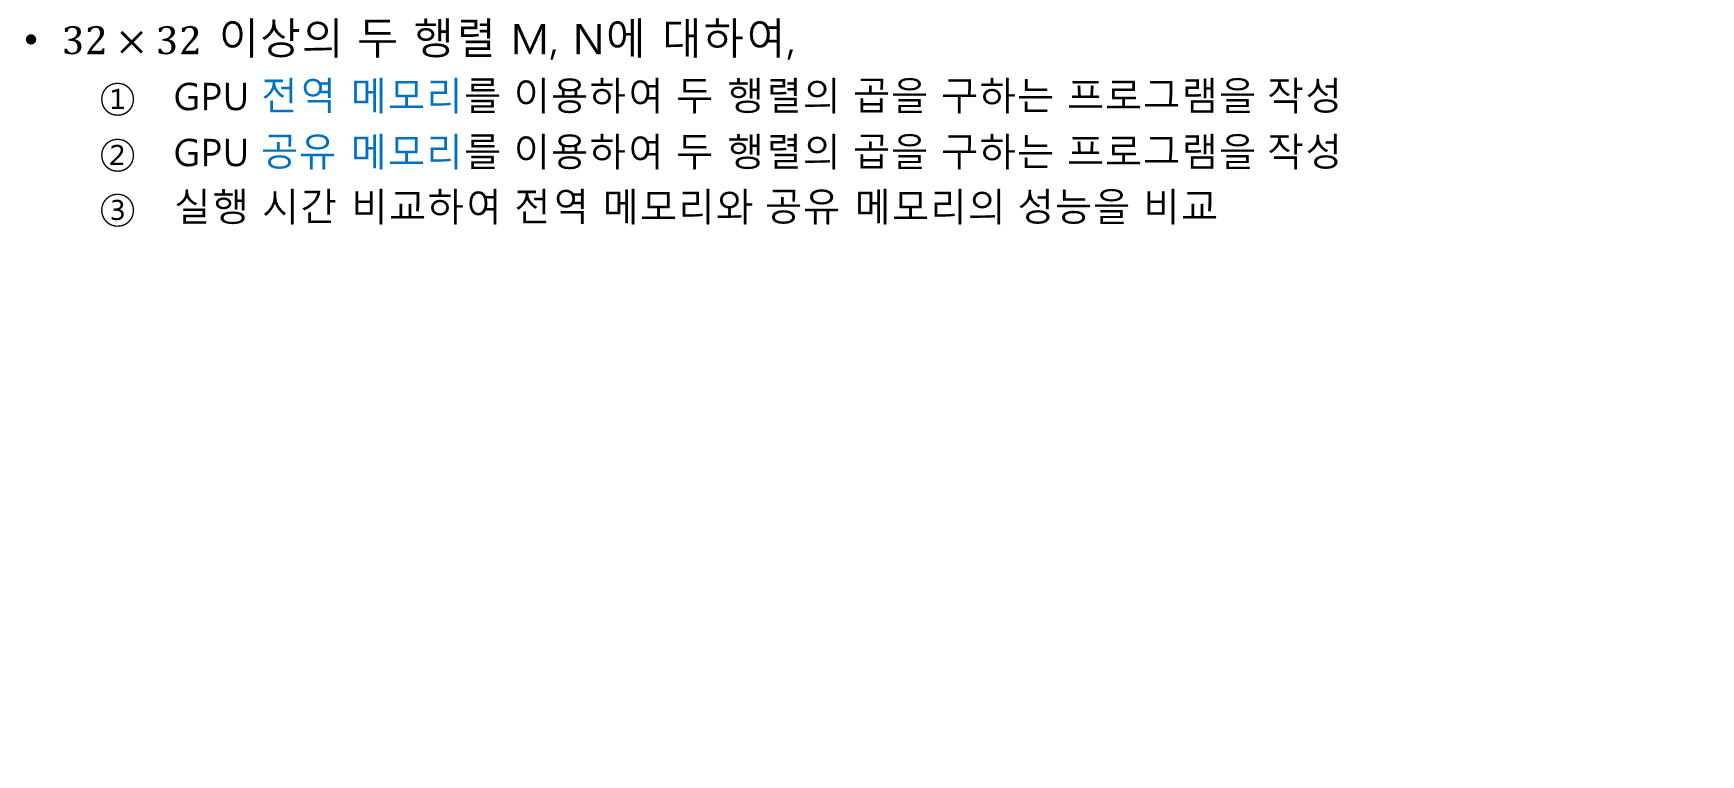 • 32 × 32 이상의 두 행렬 M, N에 대하여,
① GPU 전역 메모리를 이용하여 두 행렬의 곱을 구하는 프로그램을 작성
② GPU 공유 메모리를 이용하여 두 행렬의 곱을 구하는 프로그램을 작성
③ 실행 시간 비교하여 전역 메모리와 공유 메모리의 성능을 비교